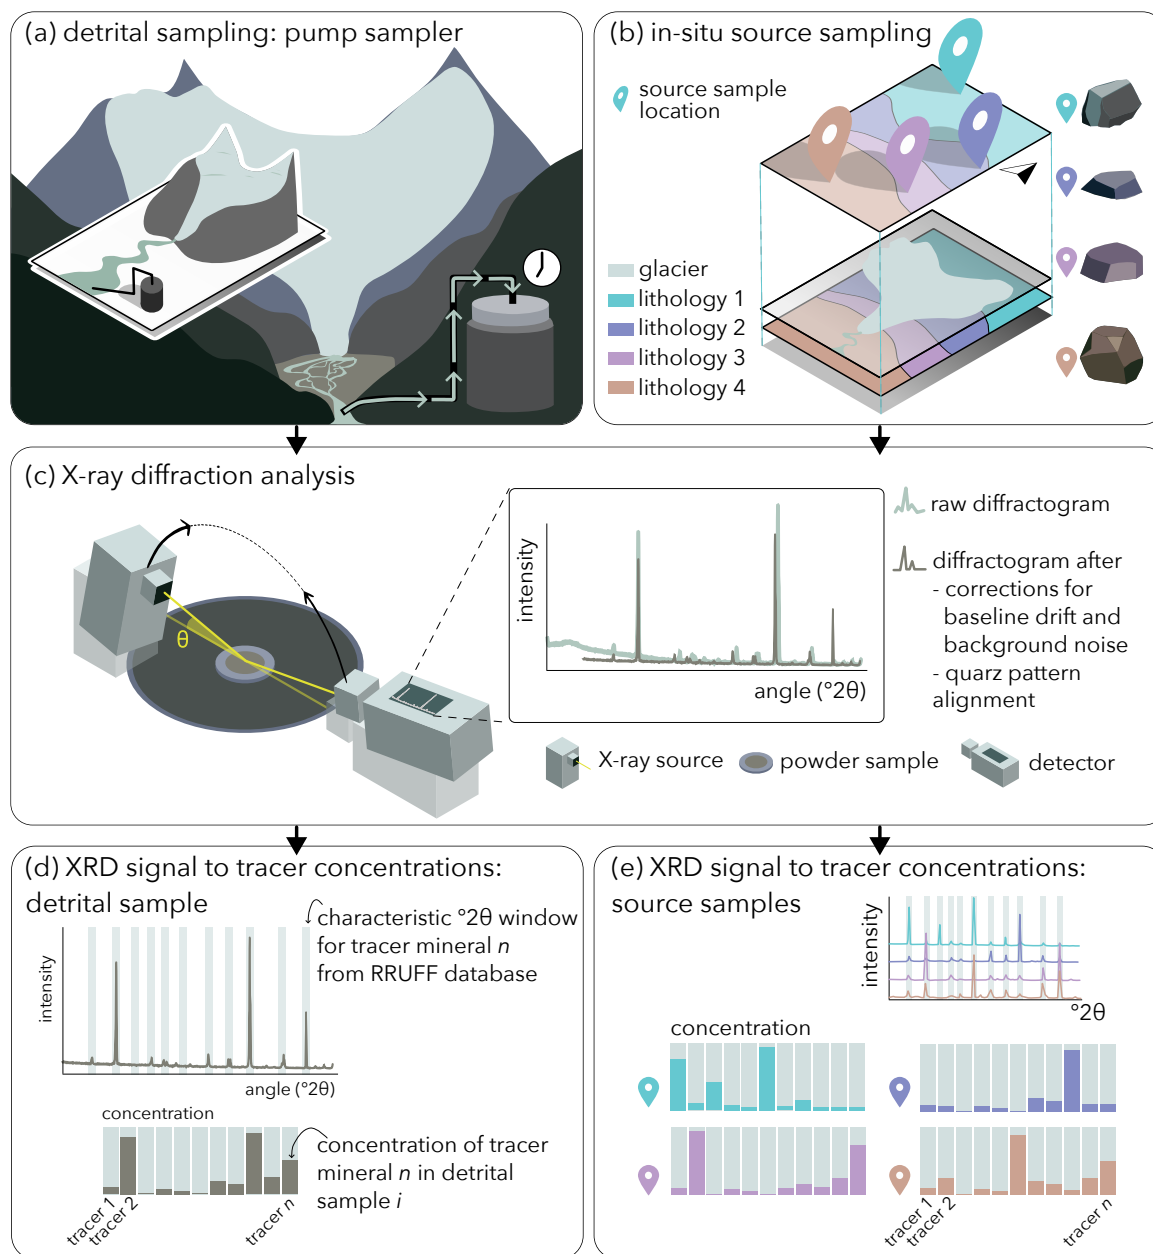 (a) detrital sampling: pump sampler
(b) in-situ source sampling
source sample
location
glacier
lithology 1
lithology 2
lithology 3
lithology 4
(c) X-ray diffraction analysis
intensity
angle (°2θ)
θ
raw diffractogram
diffractogram after
- corrections for
baseline drift and
background noise
- quarz pattern
alignment
X-ray source
powder sample
detector
(d) XRD signal to tracer concentrations:
detrital sample
characteristic °2θ window
for tracer mineral n
from RRUFF database
intensity
angle (°2θ)
concentration
concentration of tracer
mineral n in detrital
sample i
tracer 1
tracer 2
tracer n
(e) XRD signal to tracer concentrations:
source samples
intensity
°2θ
concentration
tracer 1
tracer 2
tracer n